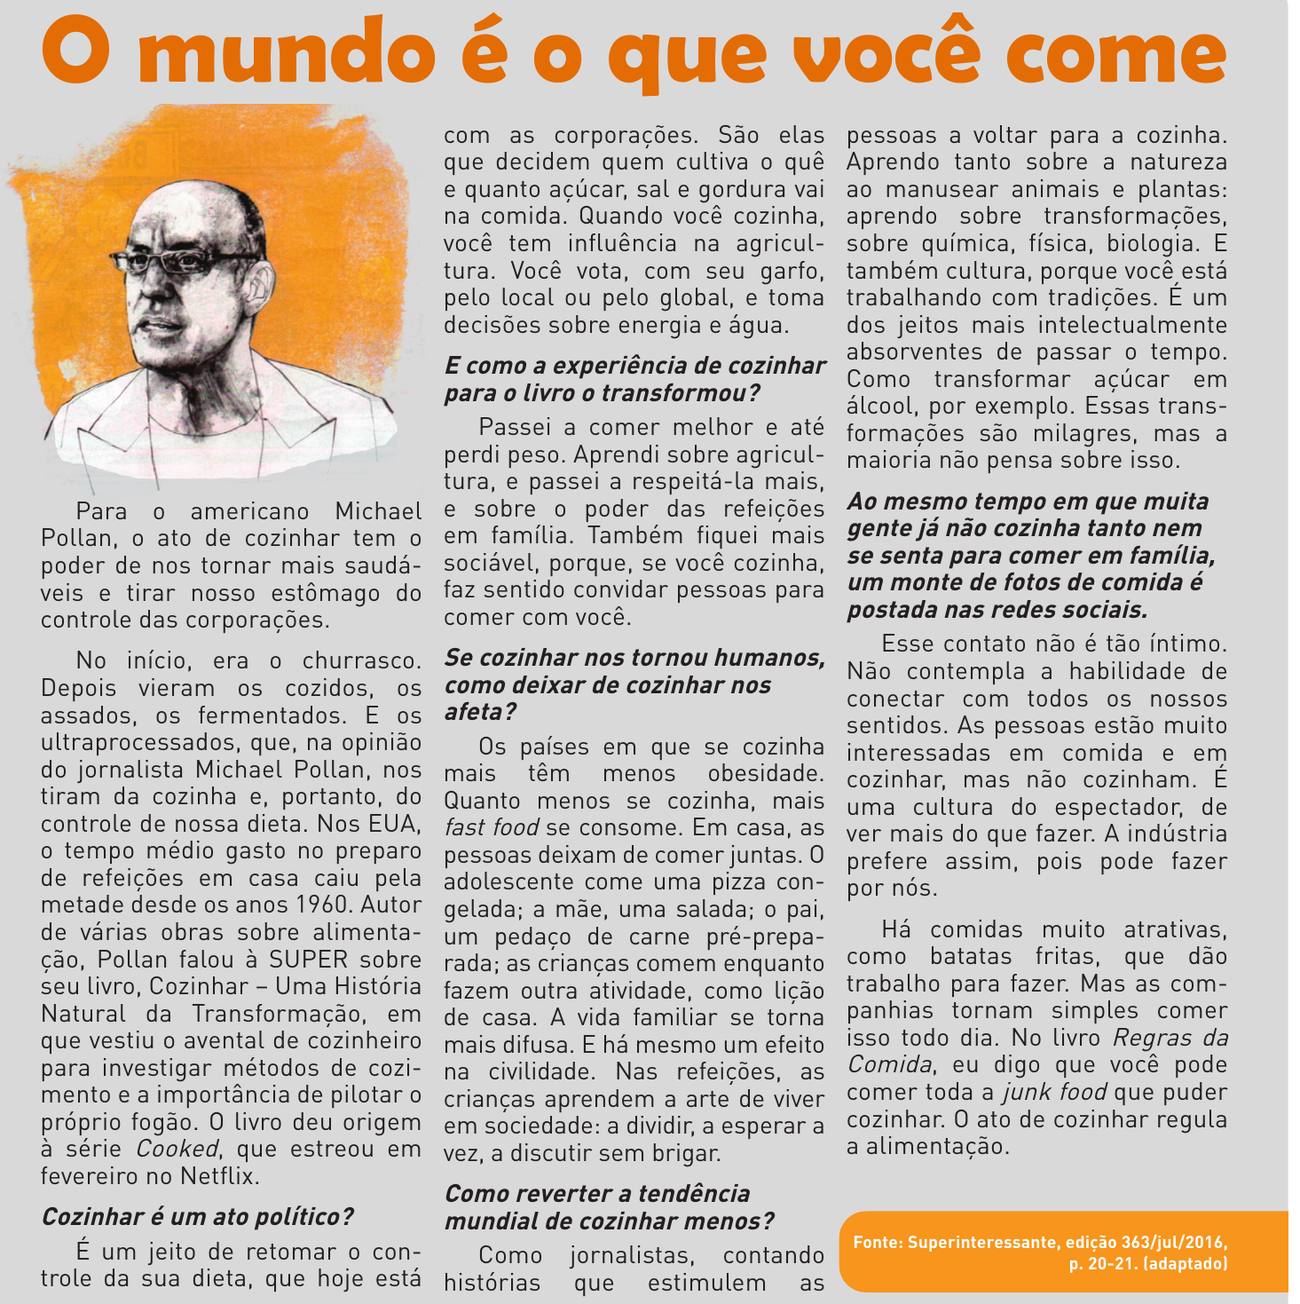 O mundo é o que você come
Para o americano Michael
Pollan, o ato de cozinhar tem o
poder de nos tornar mais saudá-
veis e tirar nosso estômago do
controle das corporações.
No início, era o churrasco.
Depois vieram os cozidos, os
assados, os fermentados. E os
ultraprocessados, que, na opinião
do jornalista Michael Pollan, nos
tiram da cozinha e, portanto, do
controle de nossa dieta. Nos EUA,
o tempo médio gasto no preparo
de refeições em casa caiu pela
metade desde os anos 1960. Autor
de várias obras sobre alimenta-
ção, Pollan falou à SUPER sobre
seu livro, Cozinhar – Uma História
Natural da Transformação, em
que vestiu o avental de cozinheiro
para investigar métodos de cozi-
mento e a importância de pilotar o
próprio fogão. O livro deu origem
à série Cooked, que estreou em
fevereiro no Netflix.
Cozinhar é um ato político?
É um jeito de retomar o con-
trole da sua dieta, que hoje está
com as corporações. São elas
que decidem quem cultiva o quê
e quanto açúcar, sal e gordura vai
na comida. Quando você cozinha,
você tem influência na agricul-
tura. Você vota, com seu garfo,
pelo local ou pelo global, e toma
decisões sobre energia e água.
E como a experiência de cozinhar
para o livro o transformou?
Passei a comer melhor e até
perdi peso. Aprendi sobre agricul-
tura, e passei a respeitá-la mais,
e sobre o poder das refeições
em família. Também fiquei mais
sociável, porque, se você cozinha,
faz sentido convidar pessoas para
comer com você.
Se cozinhar nos tornou humanos,
como deixar de cozinhar nos
afeta?
Os países em que se cozinha
mais têm menos obesidade.
Quanto menos se cozinha, mais
fast food se consome. Em casa, as
pessoas deixam de comer juntas. O
adolescente come uma pizza con-
gelada; a mãe, uma salada; o pai,
um pedaço de carne pré-prepa-
rada; as crianças comem enquanto
fazem outra atividade, como lição
de casa. A vida familiar se torna
mais difusa. E há mesmo um efeito
na civilidade. Nas refeições, as
crianças aprendem a arte de viver
em sociedade: a dividir, a esperar a
vez, a discutir sem brigar.
Como reverter a tendência
mundial de cozinhar menos?
Como jornalistas, contando
histórias que estimulem as
pessoas a voltar para a cozinha.
Aprendo tanto sobre a natureza
ao manusear animais e plantas:
aprendo sobre transformações,
sobre química, física, biologia. E
também cultura, porque você está
trabalhando com tradições. É um
dos jeitos mais intelectualmente
absorventes de passar o tempo.
Como transformar açúcar em
álcool, por exemplo. Essas trans-
formações são milagres, mas a
maioria não pensa sobre isso.
Ao mesmo tempo em que muita
gente já não cozinha tanto nem
se senta para comer em família,
um monte de fotos de comida é
postada nas redes sociais.
Esse contato não é tão íntimo.
Não contempla a habilidade de
conectar com todos os nossos
sentidos. As pessoas estão muito
interessadas em comida e em
cozinhar, mas não cozinham. É
uma cultura do espectador, de
ver mais do que fazer. A indústria
prefere assim, pois pode fazer
por nós.
Há comidas muito atrativas,
como batatas fritas, que dão
trabalho para fazer. Mas as com-
panhias tornam simples comer
isso todo dia. No livro Regras da
Comida, eu digo que você pode
comer toda a junk food que puder
cozinhar. O ato de cozinhar regula
a alimentação.
Fonte: Superinteressante, edição 363/jul/2016,
p. 20-21. (adaptado)